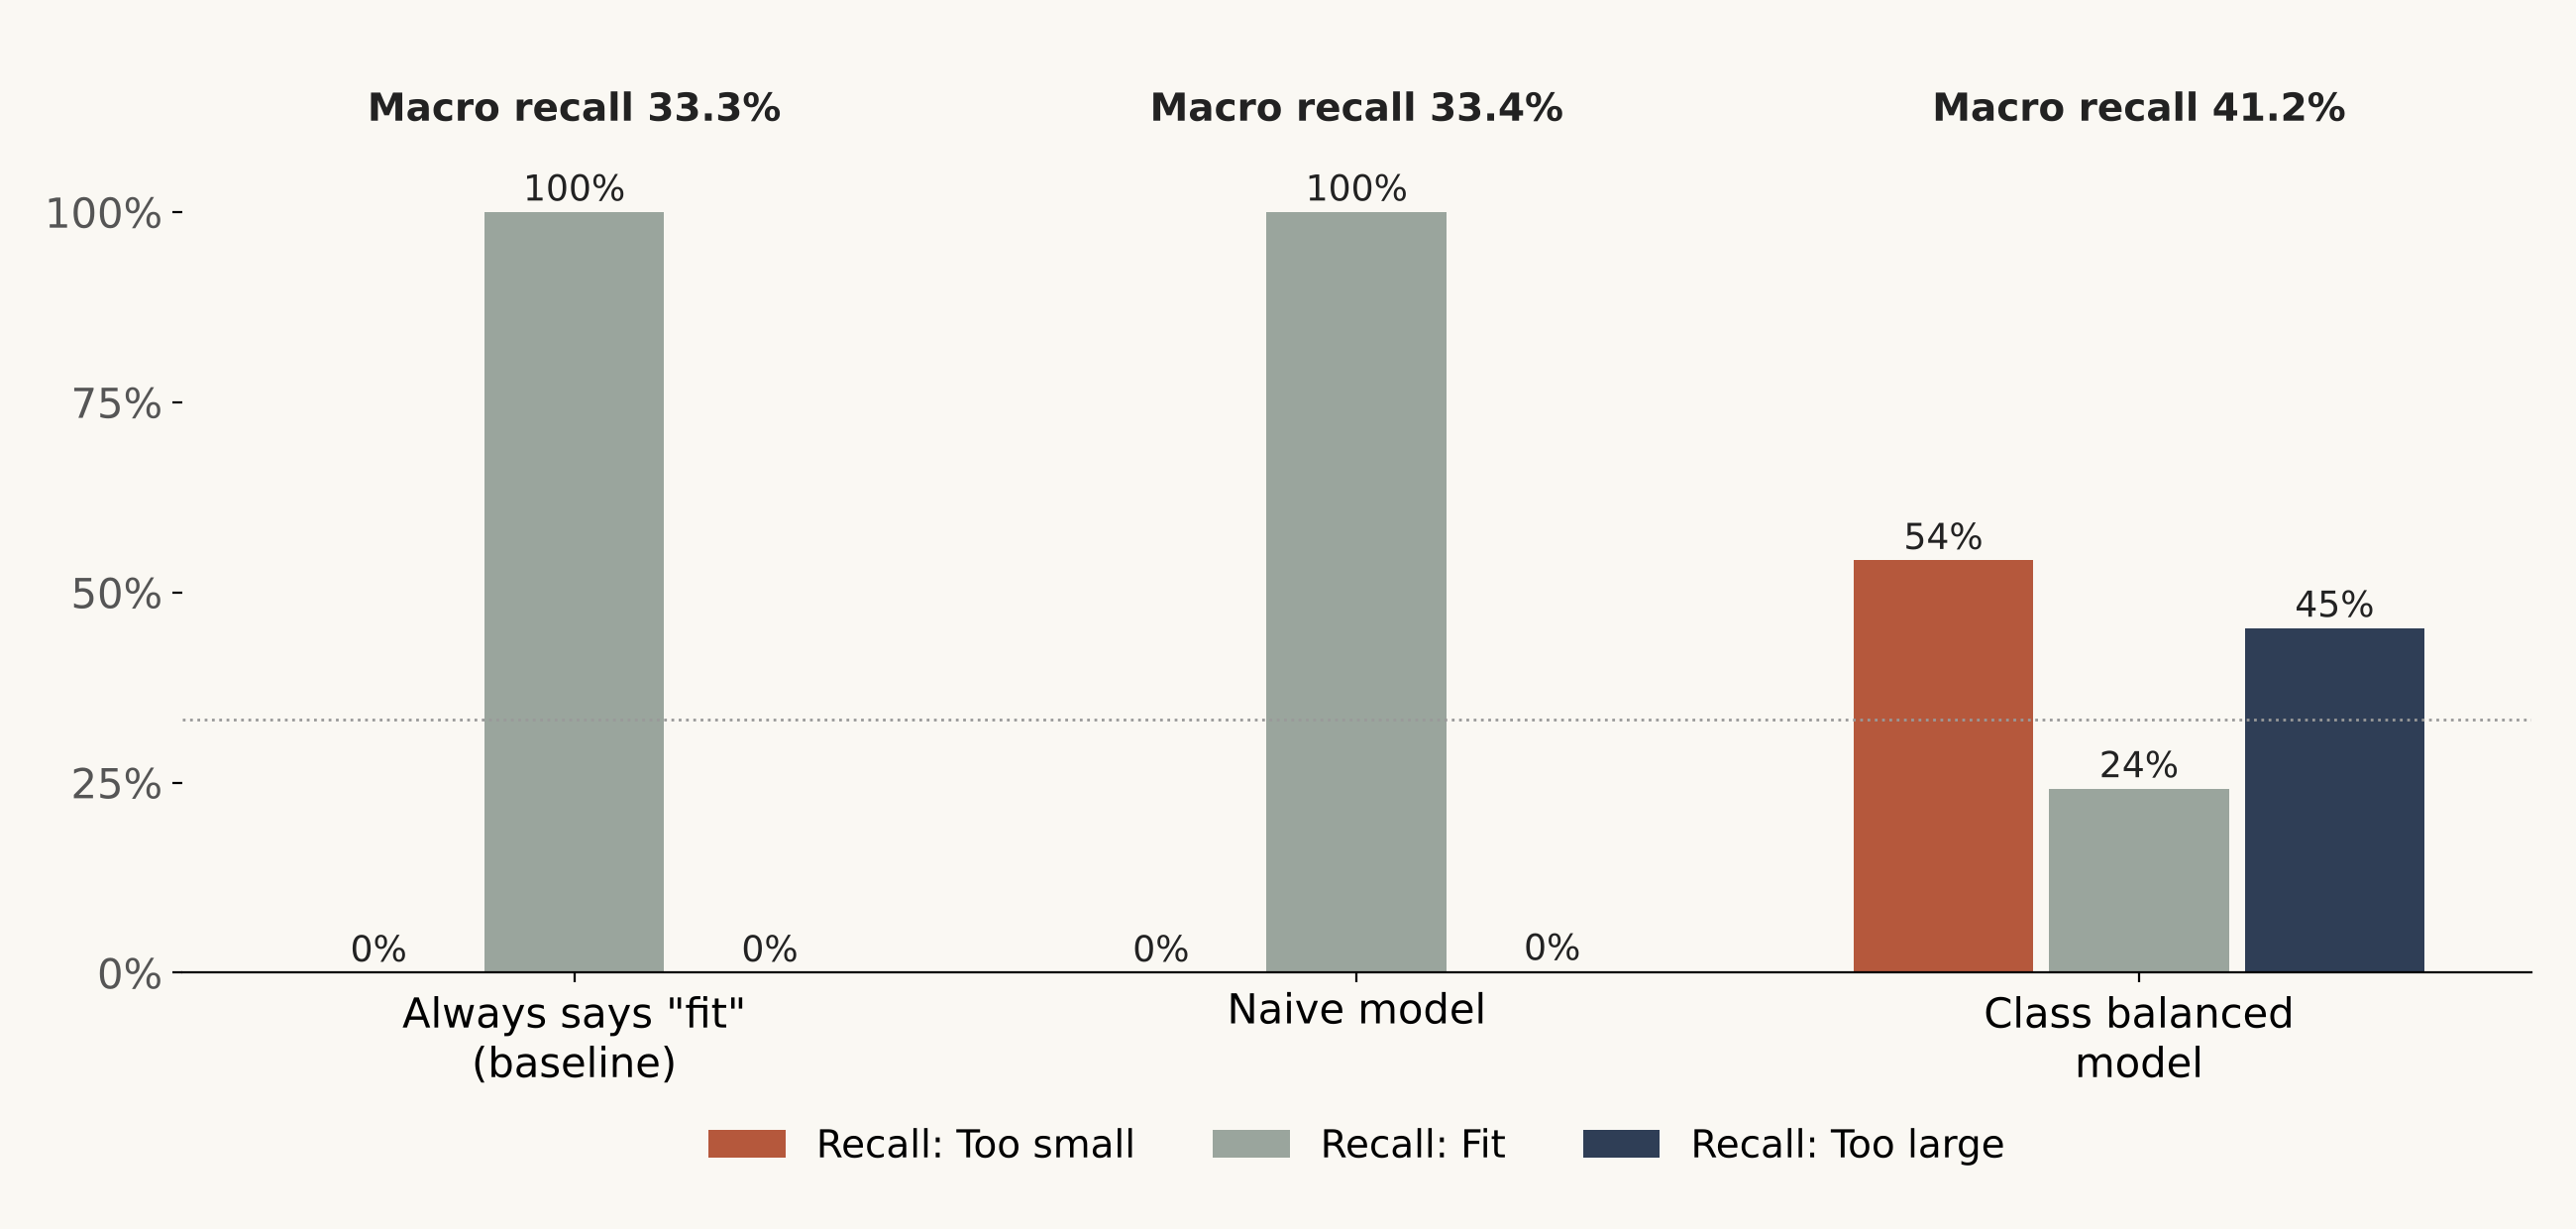 Macro recall 33.3%
Macro recall 33.4%
Macro recall 41.2%
100%
75%
50%
25%
0%
0%
100%
0%
0%
100%
0%
54%
24%
45%
Always says "fit"
(baseline)
Naive model
Class balanced
model
Recall: Too small
Recall: Fit
Recall: Too large